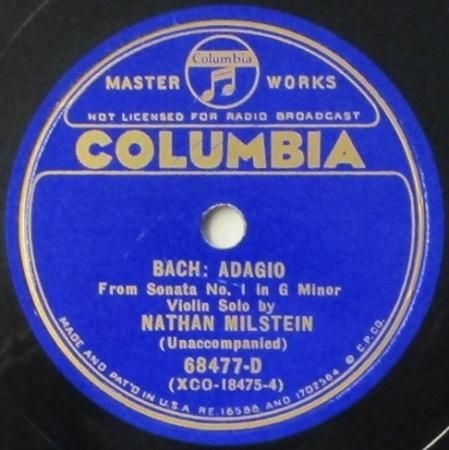 Columbia
MASTER WORKS
NOT LICENSED FOR RADIO BROADCAST
COLUMBIA
BACH: ADAGIO
From Sonata No. 1 in G Minor
Violin Solo by
NATHAN MILSTEIN
(Unaccompanied)
68477-D
(XCO-18475-4)
MADE AND PAT'D IN U.S.A. RE. 16588 AND 1702564 © C.P.CO.